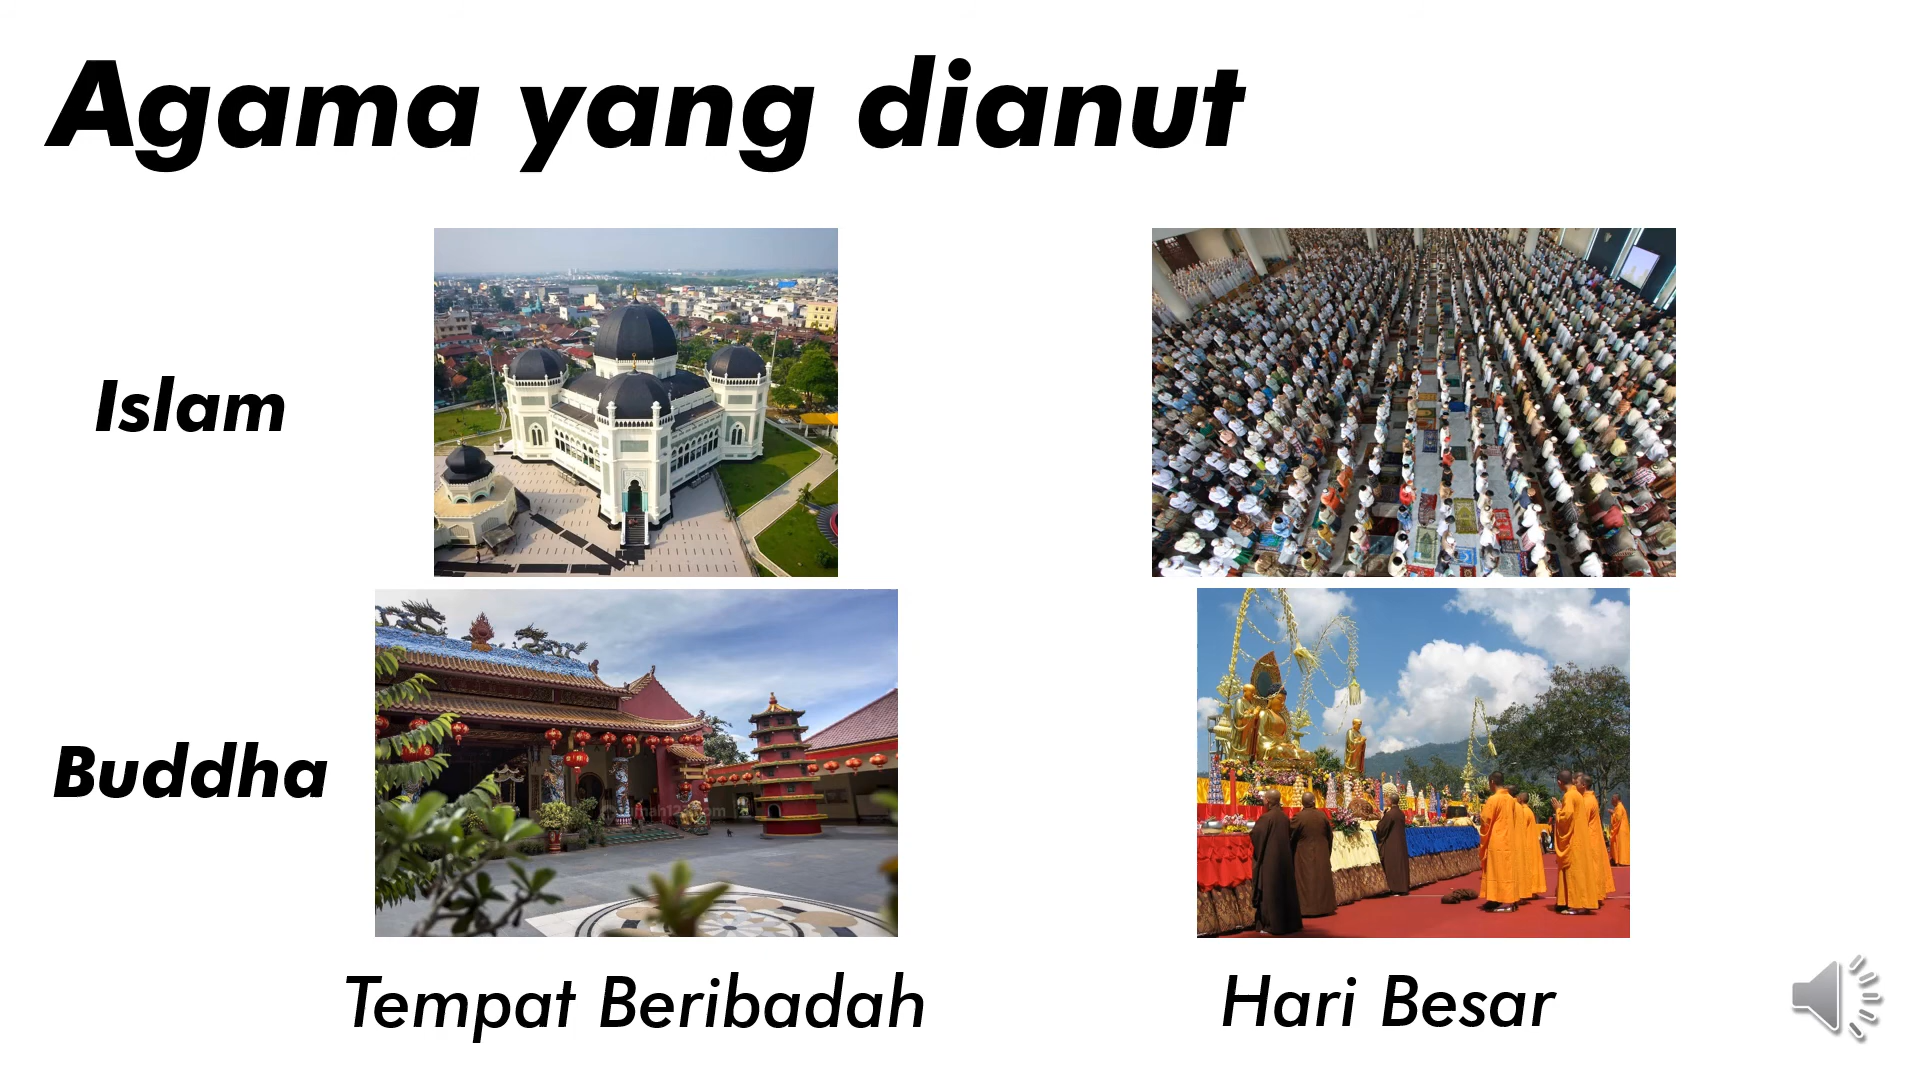 Agama yang dianut
Islam
Buddha
Tempat Beribadah
Hari Besar